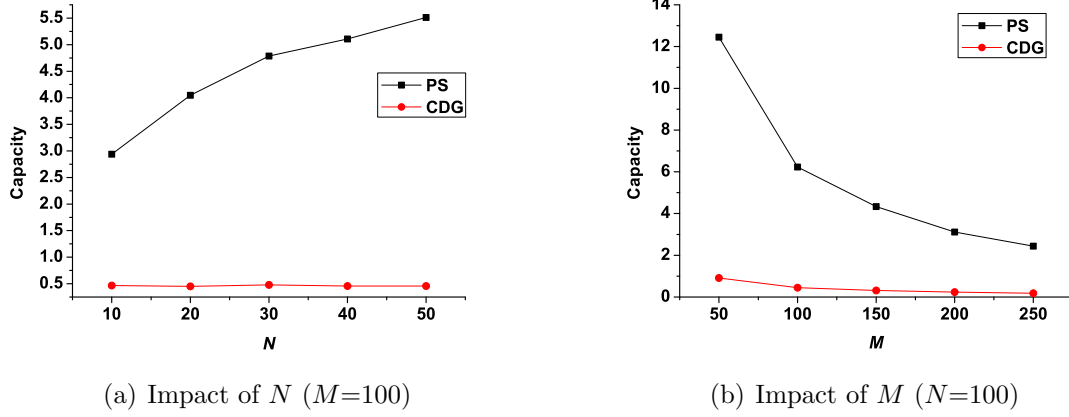 5.5
5.0
4.5
4.0
3.5
3.0
2.5
2.0
1.5
1.0
0.5
Capacity
PS
CDG
10 20 30 40 50
N
(a) Impact of N (M=100)
14
12
10
8
6
4
2
0
Capacity
PS
CDG
50 100 150 200 250
M
(b) Impact of M (N=100)